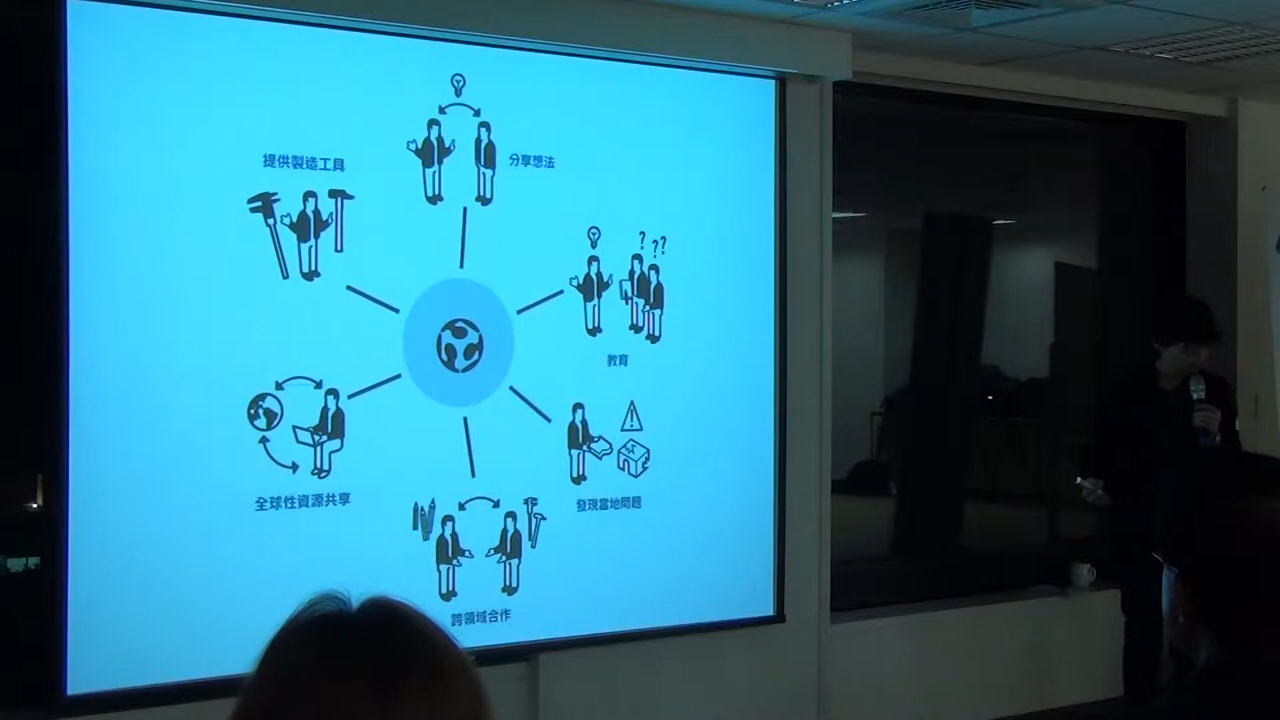 分享想法
提供製造工具
? ? ?
教育
全球性資源共享
發現當地問題
跨領域合作